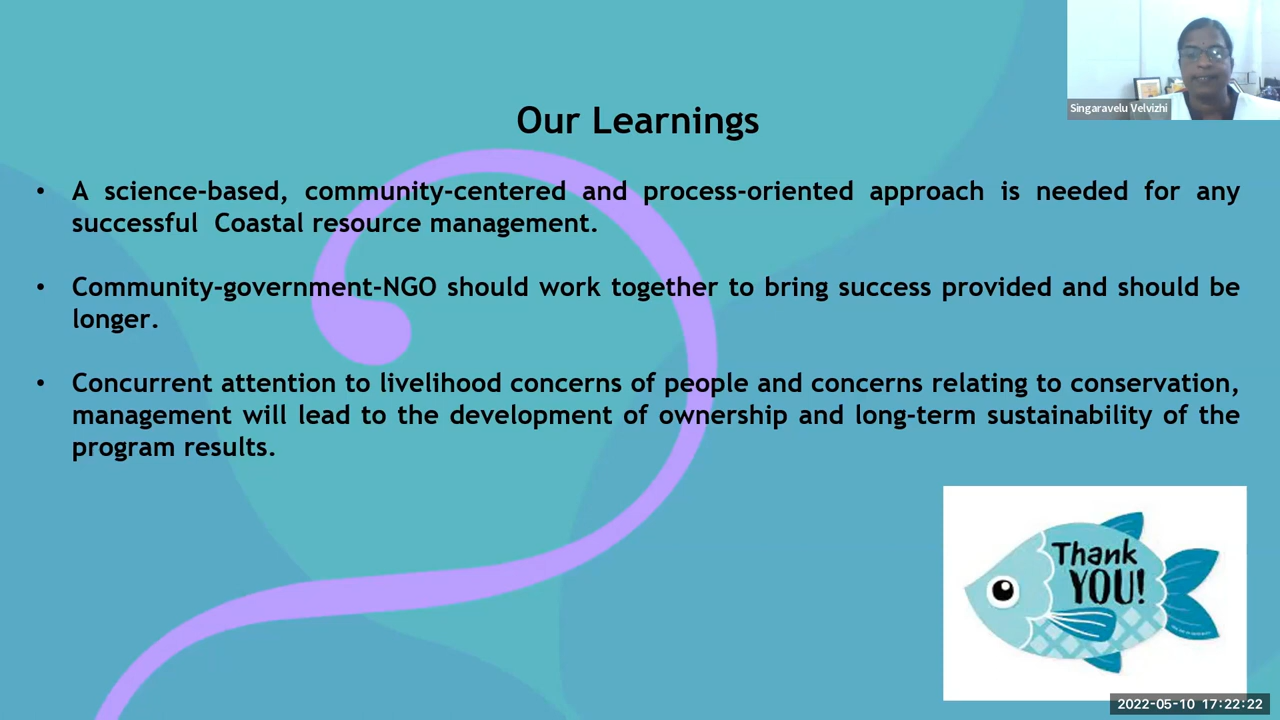 Singaravelu Velvizhi
Our Learnings
• A science-based, community-centered and process-oriented approach is needed for any
successful Coastal resource management.
• Community-government-NGO should work together to bring success provided and should be
longer.
• Concurrent attention to livelihood concerns of people and concerns relating to conservation,
management will lead to the development of ownership and long-term sustainability of the
program results.
Thank
YOU!
2022-05-10 17:22:22